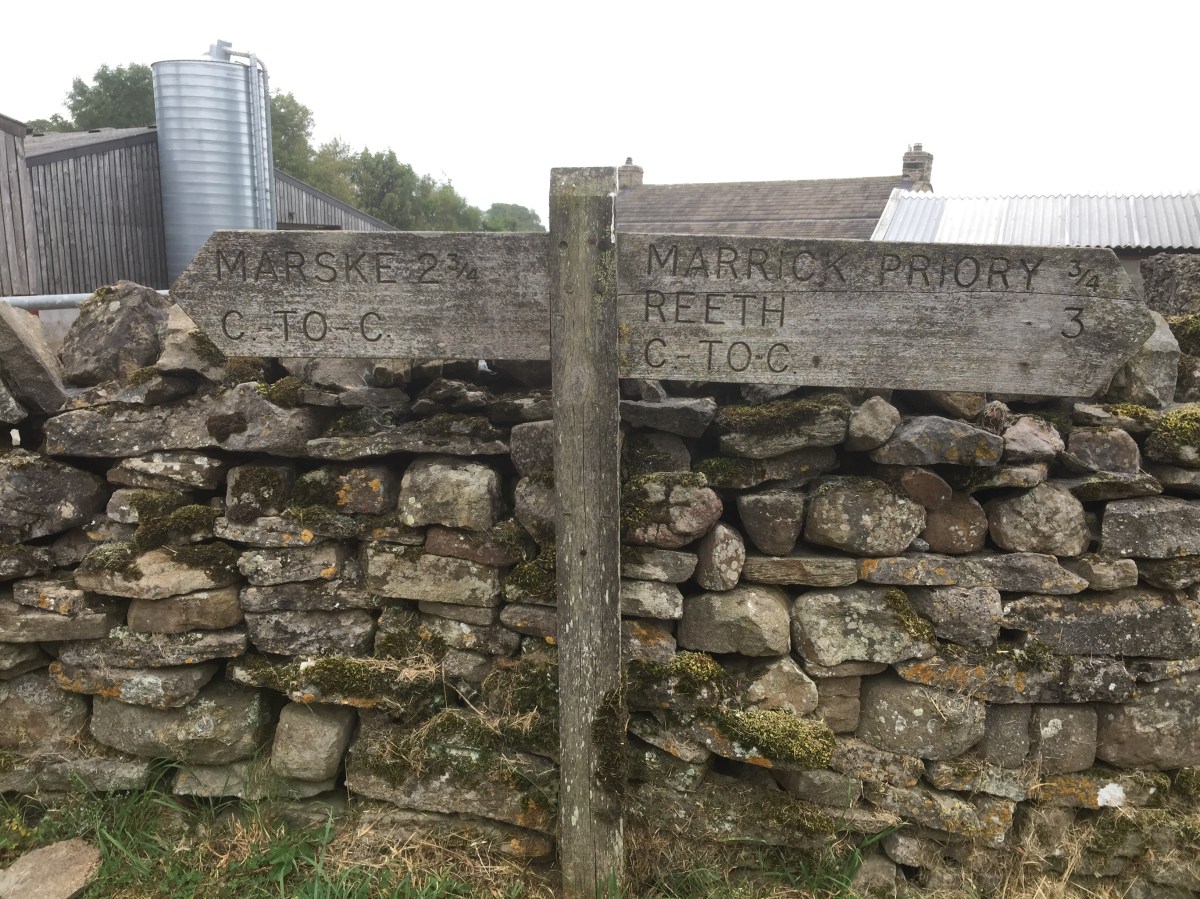 MARSKE 2¾
C.-TO-C.
MARRICK PRIORY ¾
REETH 3
C.-TO-C.